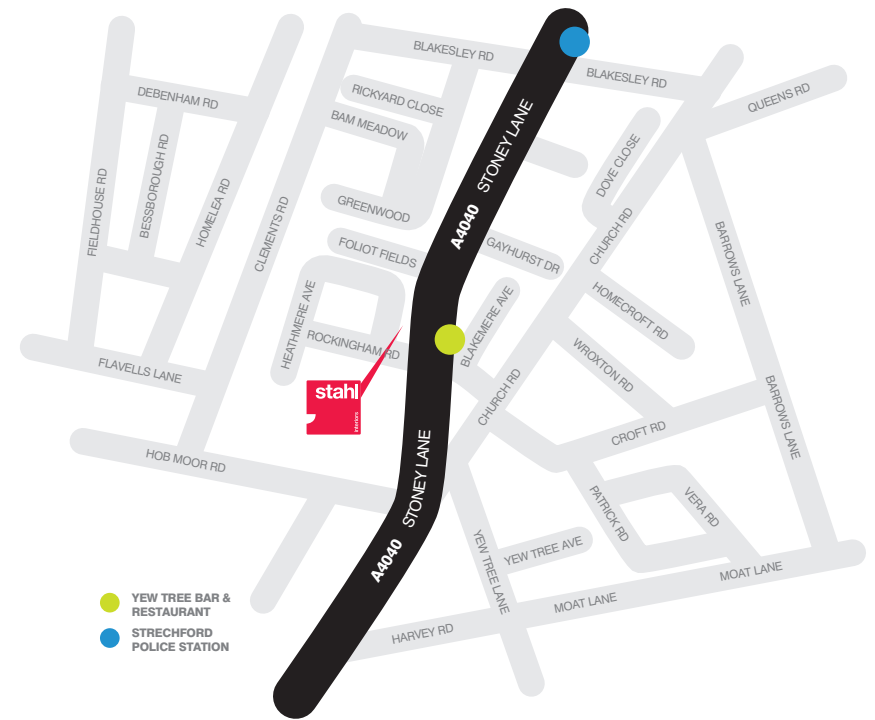 BLAKESLEY RD
BLAKESLEY RD
QUEENS RD
DEBENHAM RD
RICKYARD CLOSE
BAM MEADOW
STONEY LANE
A4040
DOVE CLOSE
BESSBOROUGH RD
FIELDHOUSE RD
HOMELEA RD
CLEMENTS RD
GREENWOOD
CHURCH RD
FOLIOT FIELDS
GAYHURST DR
BARROWS LANE
HOMECROFT RD
HEATHMERE AVE
BLAKEMERE AVE
ROCKINGHAM RD
WROXTON RD
FLAVELLS LANE
stahl
interiors
CHURCH RD
BARROWS LANE
CROFT RD
HOB MOOR RD
STONEY LANE
A4040
PATRICK RD
VERA RD
YEW TREE AVE
YEW TREE LANE
MOAT LANE
MOAT LANE
HARVEY RD
YEW TREE BAR &
RESTAURANT
STRECHFORD
POLICE STATION